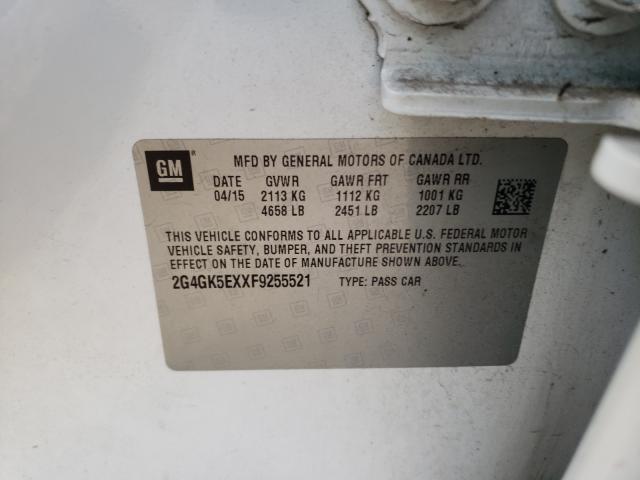 GM ® MFD BY GENERAL MOTORS OF CANADA LTD.
DATE GVWR GAWR FRT GAWR RR
04/15 2113 KG 1112 KG 1001 KG
4658 LB 2451 LB 2207 LB
THIS VEHICLE CONFORMS TO ALL APPLICABLE U.S. FEDERAL MOTOR
VEHICLE SAFETY, BUMPER, AND THEFT PREVENTION STANDARDS IN
EFFECT ON THE DATE OF MANUFACTURE SHOWN ABOVE.
2G4GK5EXXF9255521 TYPE: PASS CAR